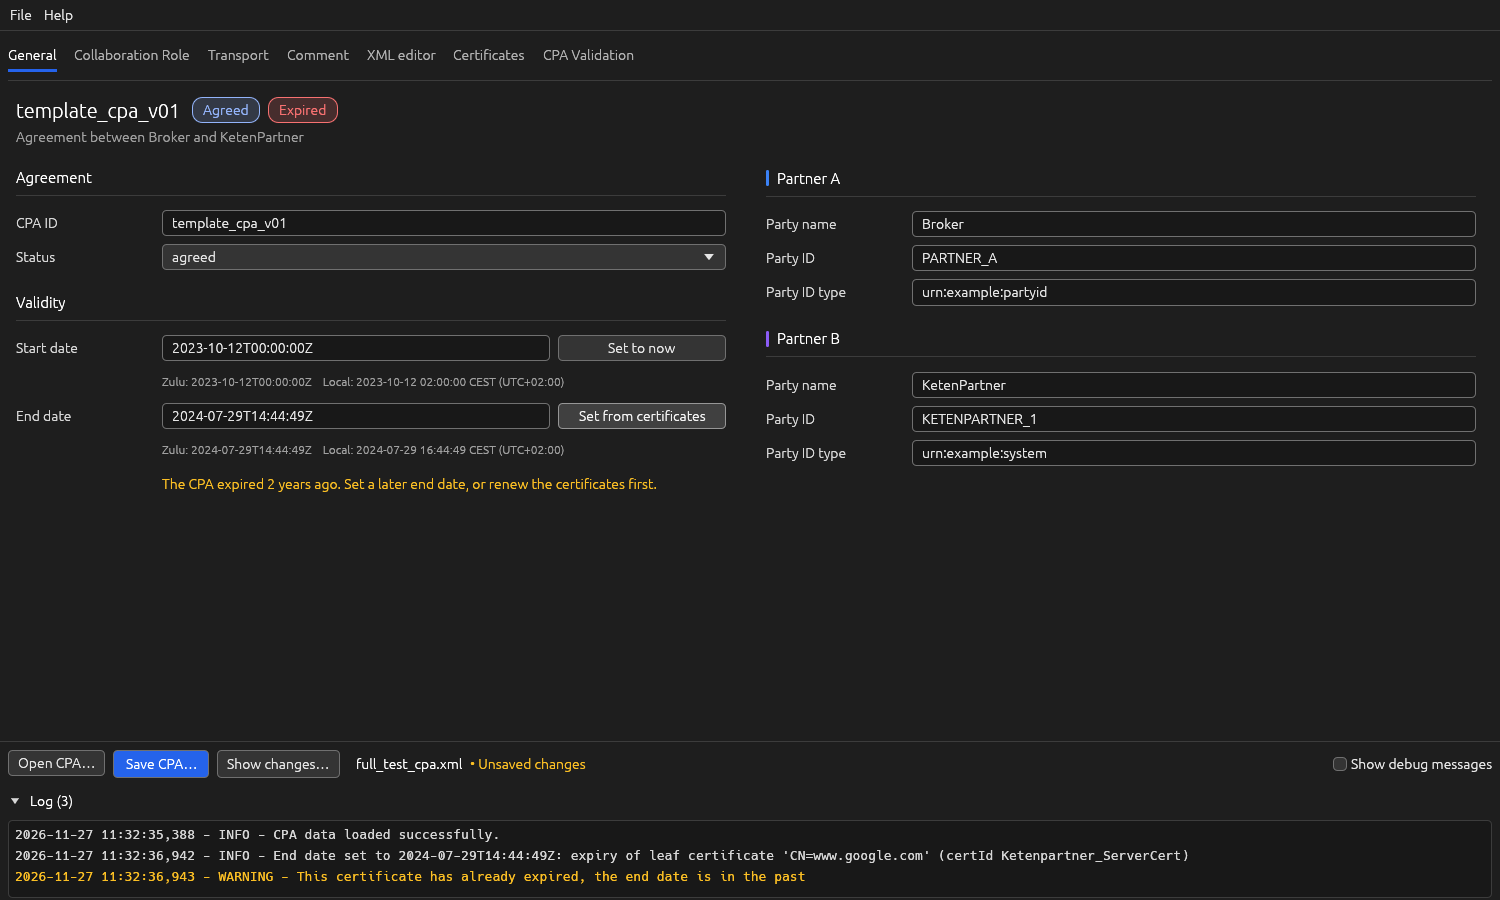 File Help
General Collaboration Role Transport Comment XML editor Certificates CPA Validation
template_cpa_v01 Agreed Expired
Agreement between Broker and KetenPartner
Agreement
CPA ID template_cpa_v01
Status agreed
Validity
Start date 2023-10-12T00:00:00Z Set to now
Zulu: 2023-10-12T00:00:00Z Local: 2023-10-12 02:00:00 CEST (UTC+02:00)
End date 2024-07-29T14:44:49Z Set from certificates
Zulu: 2024-07-29T14:44:49Z Local: 2024-07-29 16:44:49 CEST (UTC+02:00)
The CPA expired 2 years ago. Set a later end date, or renew the certificates first.
Partner A
Party name Broker
Party ID PARTNER_A
Party ID type urn:example:partyid
Partner B
Party name KetenPartner
Party ID KETENPARTNER_1
Party ID type urn:example:system
Open CPA... Save CPA... Show changes... full_test_cpa.xml • Unsaved changes Show debug messages
Log (3)
2026-11-27 11:32:35,388 - INFO - CPA data loaded successfully.
2026-11-27 11:32:36,942 - INFO - End date set to 2024-07-29T14:44:49Z: expiry of leaf certificate 'CN=www.google.com' (certId Ketenpartner_ServerCert)
2026-11-27 11:32:36,943 - WARNING - This certificate has already expired, the end date is in the past